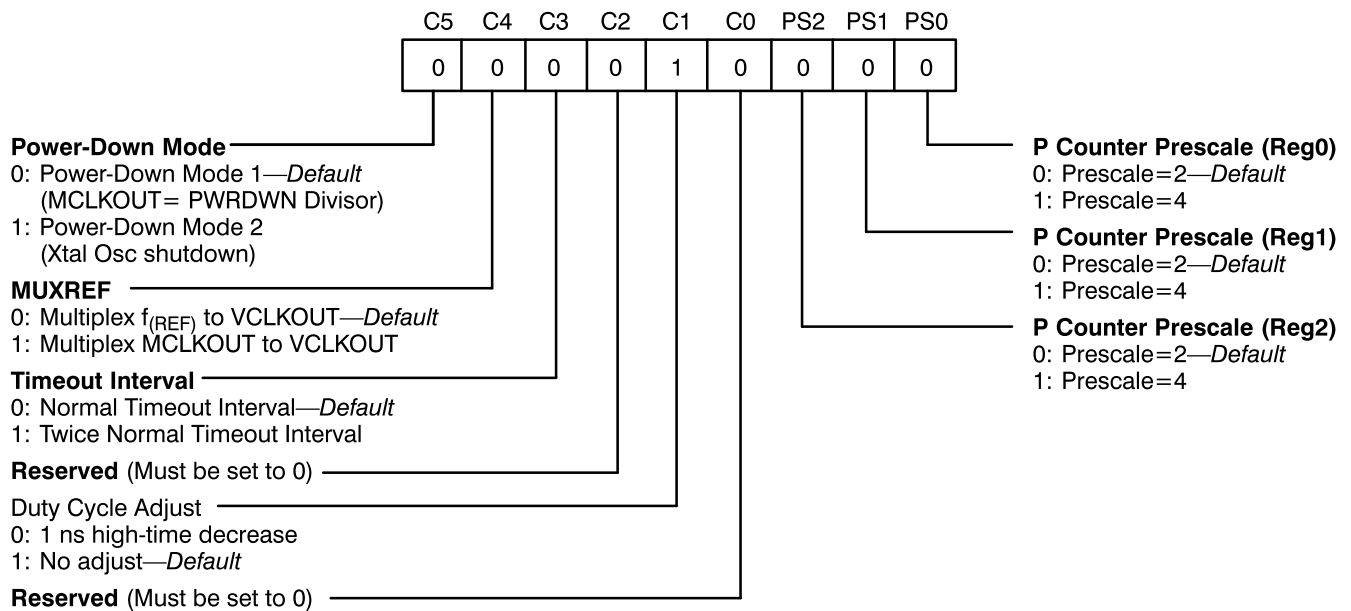 C5 C4 C3 C2 C1 C0 PS2 PS1 PS0
0 0 0 0 1 0 0 0 0
Power-Down Mode
0: Power-Down Mode 1—Default
(MCLKOUT= PWRDWN Divisor)
1: Power-Down Mode 2
(Xtal Osc shutdown)
MUXREF
0: Multiplex f(REF) to VCLKOUT—Default
1: Multiplex MCLKOUT to VCLKOUT
Timeout Interval
0: Normal Timeout Interval—Default
1: Twice Normal Timeout Interval
Reserved (Must be set to 0)
Duty Cycle Adjust
0: 1 ns high-time decrease
1: No adjust—Default
Reserved (Must be set to 0)
P Counter Prescale (Reg0)
0: Prescale=2—Default
1: Prescale=4
P Counter Prescale (Reg1)
0: Prescale=2—Default
1: Prescale=4
P Counter Prescale (Reg2)
0: Prescale=2—Default
1: Prescale=4